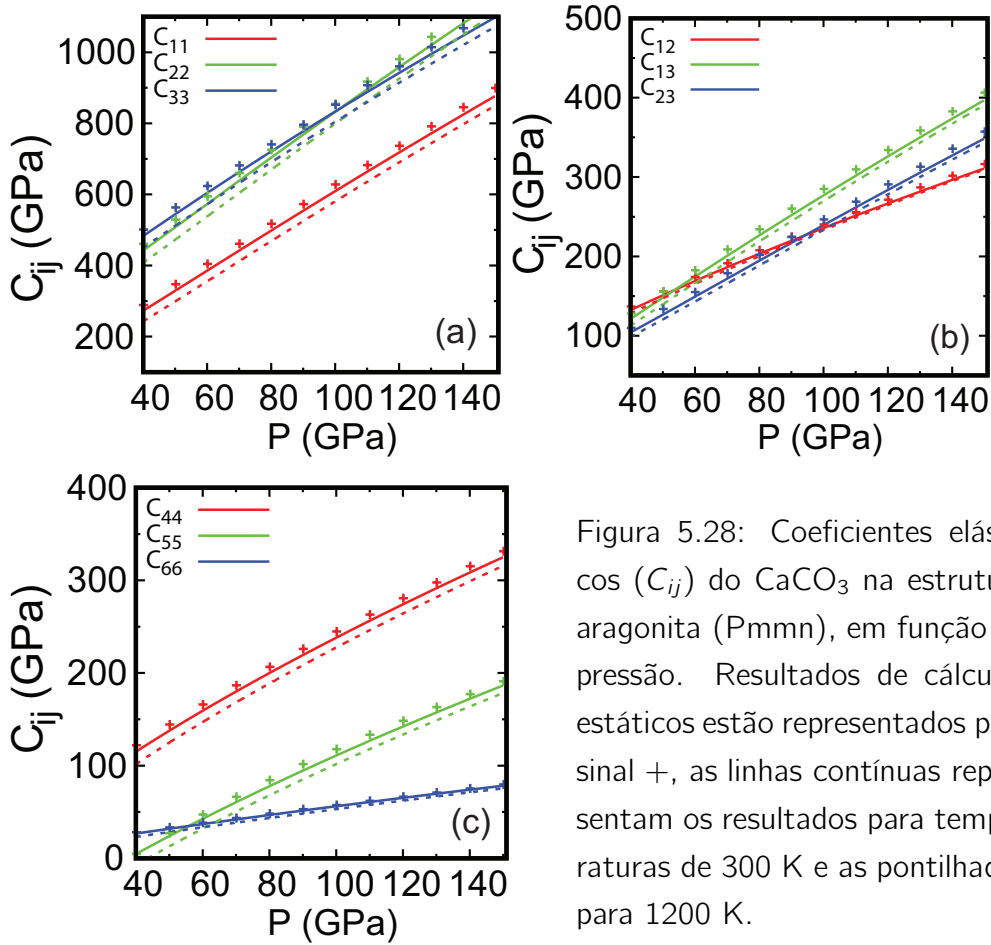 C11
C22
C33
1000
800
600
400
200
Cij (GPa)
(a)
40 60 80 100 120 140
P (GPa)
C12
C13
C23
500
400
300
200
100
Cij (GPa)
(b)
40 60 80 100 120 140
P (GPa)
C44
C55
C66
400
300
200
100
0
Cij (GPa)
(c)
40 60 80 100 120 140
P (GPa)
Figura 5.28: Coeficientes elás
cos (Cij) do CaCO3 na estrutu
aragonita (Pmmn), em função
pressão. Resultados de cálcu
estáticos estão representados p
sinal +, as linhas contínuas rep
sentam os resultados para temp
raturas de 300 K e as pontilhad
para 1200 K.